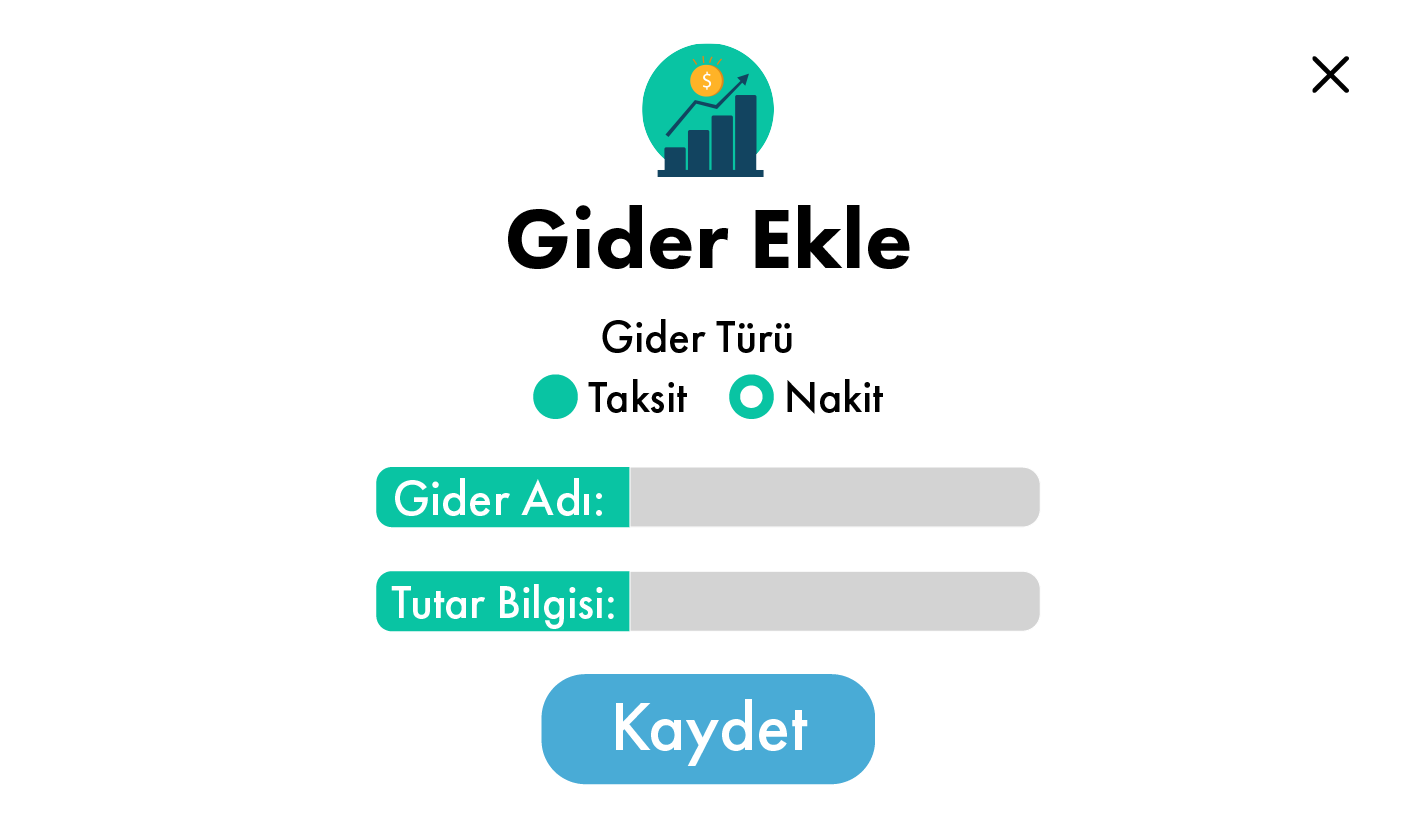 $
Gider Ekle
Gider Türü
Taksit Nakit
Gider Adı:
Tutar Bilgisi:
Kaydet